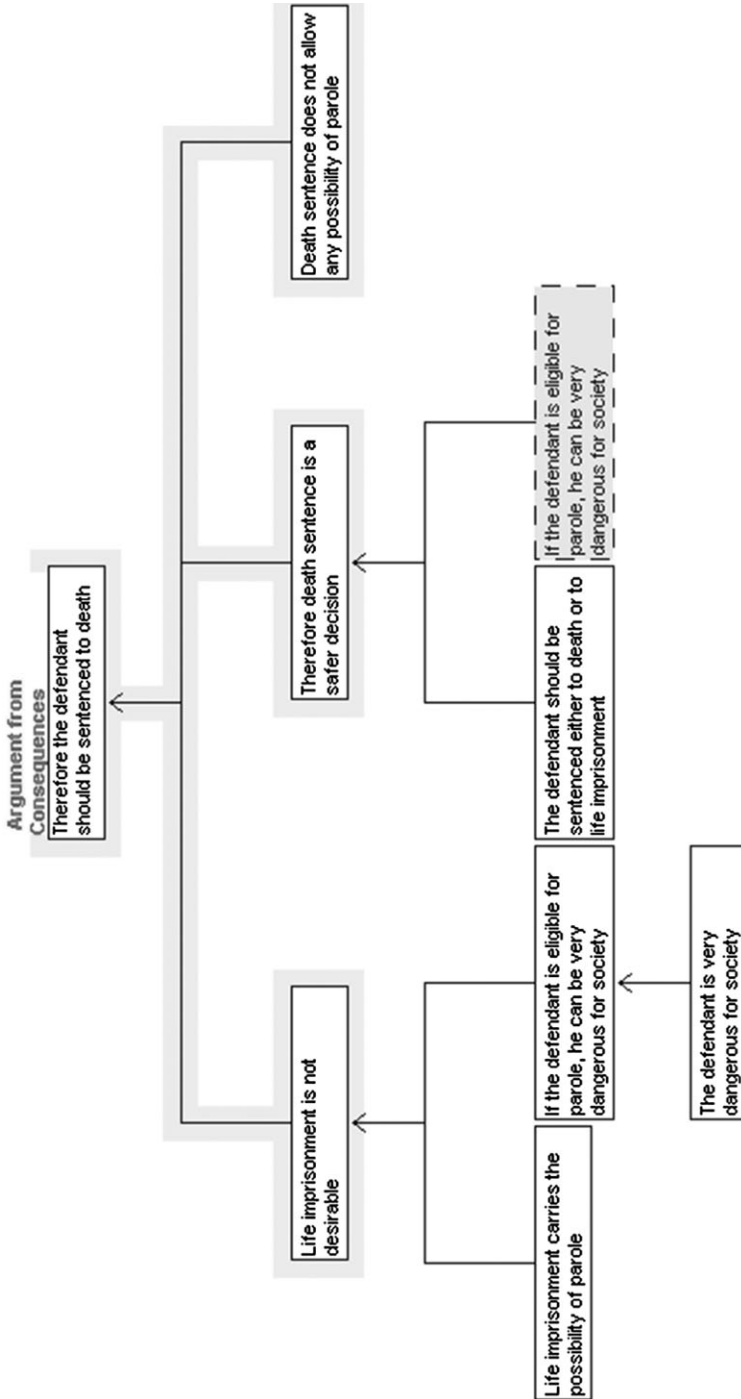 Argument from
Consequences
Therefore the defendant
should be sentenced to death
Life imprisonment is not
desirable
Therefore death sentence is a
safer decision
Death sentence does not allow
any possibility of parole
Life imprisonment carries the
possibility of parole
If the defendant is eligible for
parole, he can be very
dangerous for society
The defendant should be
sentenced either to death or to
life imprisonment
If the defendant is eligible for
parole, he can be very
dangerous for society
The defendant is very
dangerous for society